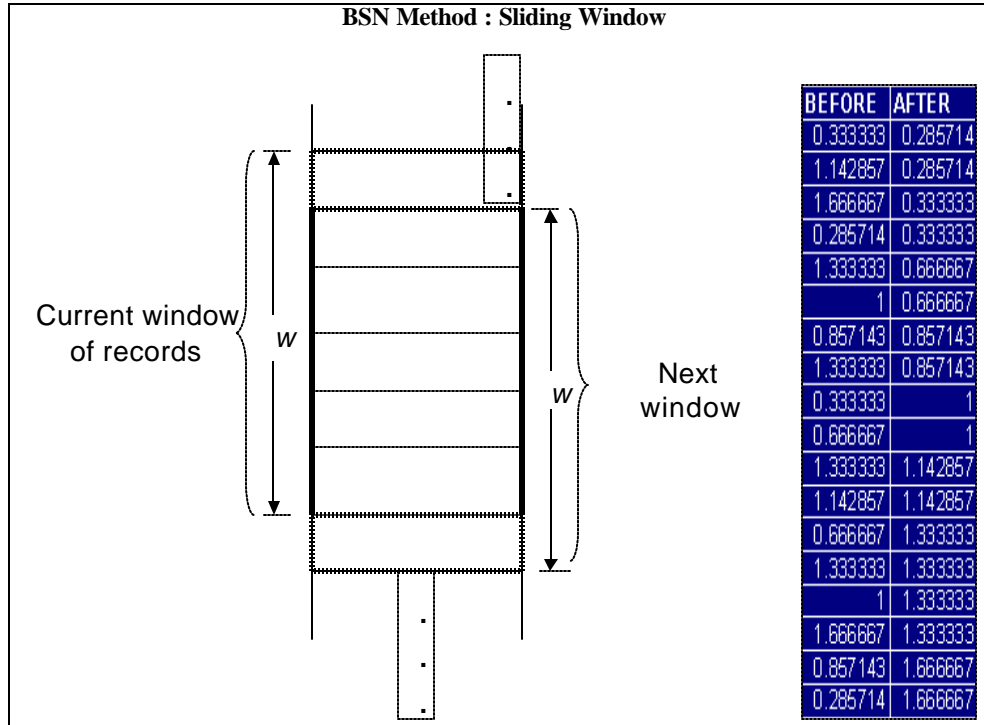 BSN Method : Sliding Window
Current window
of records
w
w
Next
window
BEFORE AFTER
0.333333 0.285714
1.142857 0.285714
1.666667 0.333333
0.285714 0.333333
1.333333 0.666667
1 0.666667
0.857143 0.857143
1.333333 0.857143
0.333333 1
0.666667 1
1.333333 1.142857
1.142857 1.142857
0.666667 1.333333
1.333333 1.333333
1 1.333333
1.666667 1.333333
0.857143 1.666667
0.285714 1.666667